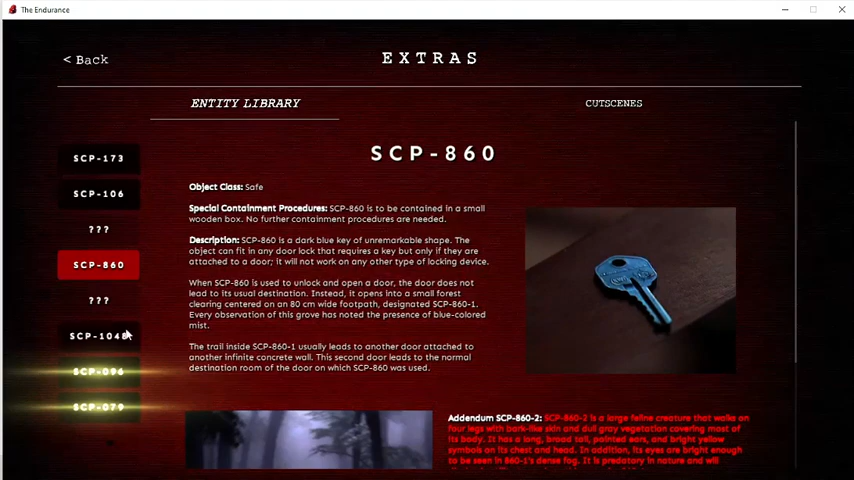 The Endurance
< Back
EXTRAS
ENTITY LIBRARY
CUTSCENES
SCP-173
SCP-106
???
SCP-860
???
SCP-1048
SCP-096
SCP-079
SCP-860
Object Class: Safe
Special Containment Procedures: SCP-860 is to be contained in a small
wooden box. No further containment procedures are needed.
Description: SCP-860 is a dark blue key of unremarkable shape. The
object can fit in any door lock that requires a key but only if they are
attached to a door; it will not work on any other type of locking device.
When SCP-860 is used to unlock and open a door, the door does not
lead to its usual destination. Instead, it opens into a small forest
clearing centered on an 80 cm wide footpath, designated SCP-860-1.
Every observation of this grove has noted the presence of blue-colored
mist.
The trail inside SCP-860-1 usually leads to another door attached to
another infinite concrete wall. This second door leads to the normal
destination room of the door on which SCP-860 was used.
Addendum SCP-860-2: SCP-860-2 is a large feline creature that walks on
four legs with bark-like skin and dull gray vegetation covering most of
its body. It has a long, broad tail, pointed ears, and bright yellow
symbols on its chest and head. In addition, its eyes are bright enough
to be seen in 860-1's dense fog. It is predatory in nature and will